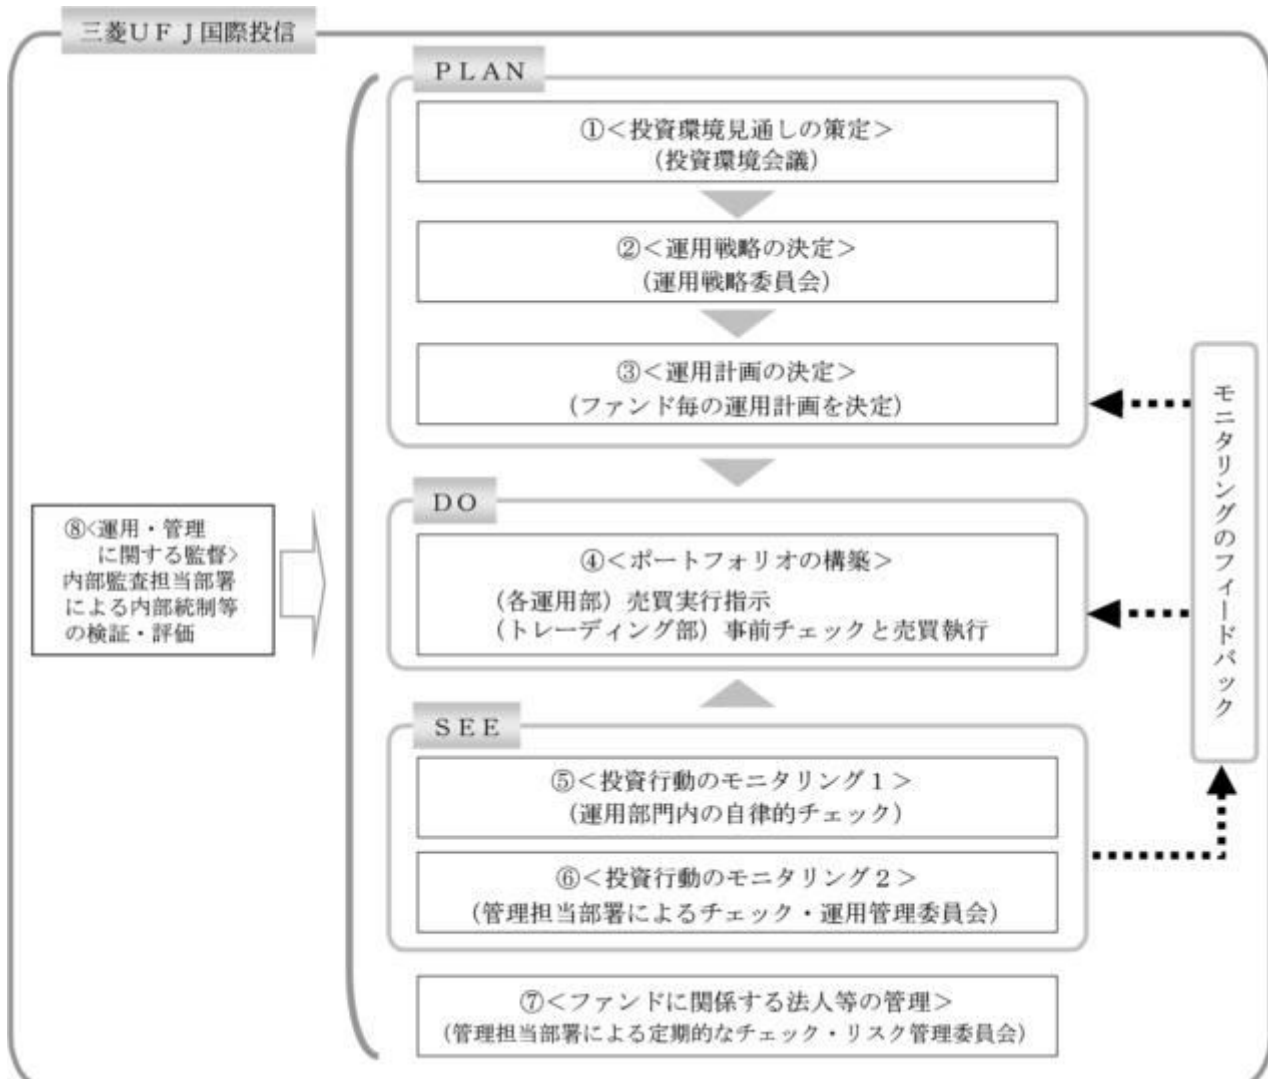 三菱ＵＦＪ国際投信
ＰＬＡＮ
①＜投資環境見通しの策定＞
（投資環境会議）
②＜運用戦略の決定＞
（運用戦略委員会）
③＜運用計画の決定＞
（ファンド毎の運用計画を決定）
ＤＯ
④＜ポートフォリオの構築＞
（各運用部）売買実行指示
（トレーディング部）事前チェックと売買執行
ＳＥＥ
⑤＜投資行動のモニタリング１＞
（運用部門内の自律的チェック）
⑥＜投資行動のモニタリング２＞
（管理担当部署によるチェック・運用管理委員会）
⑦＜ファンドに関係する法人等の管理＞
（管理担当部署による定期的なチェック・リスク管理委員会）
⑧<運用・管理
に関する監督>
内部監査担当部署
による内部統制等
の検証・評価
モニタリングのフィードバック